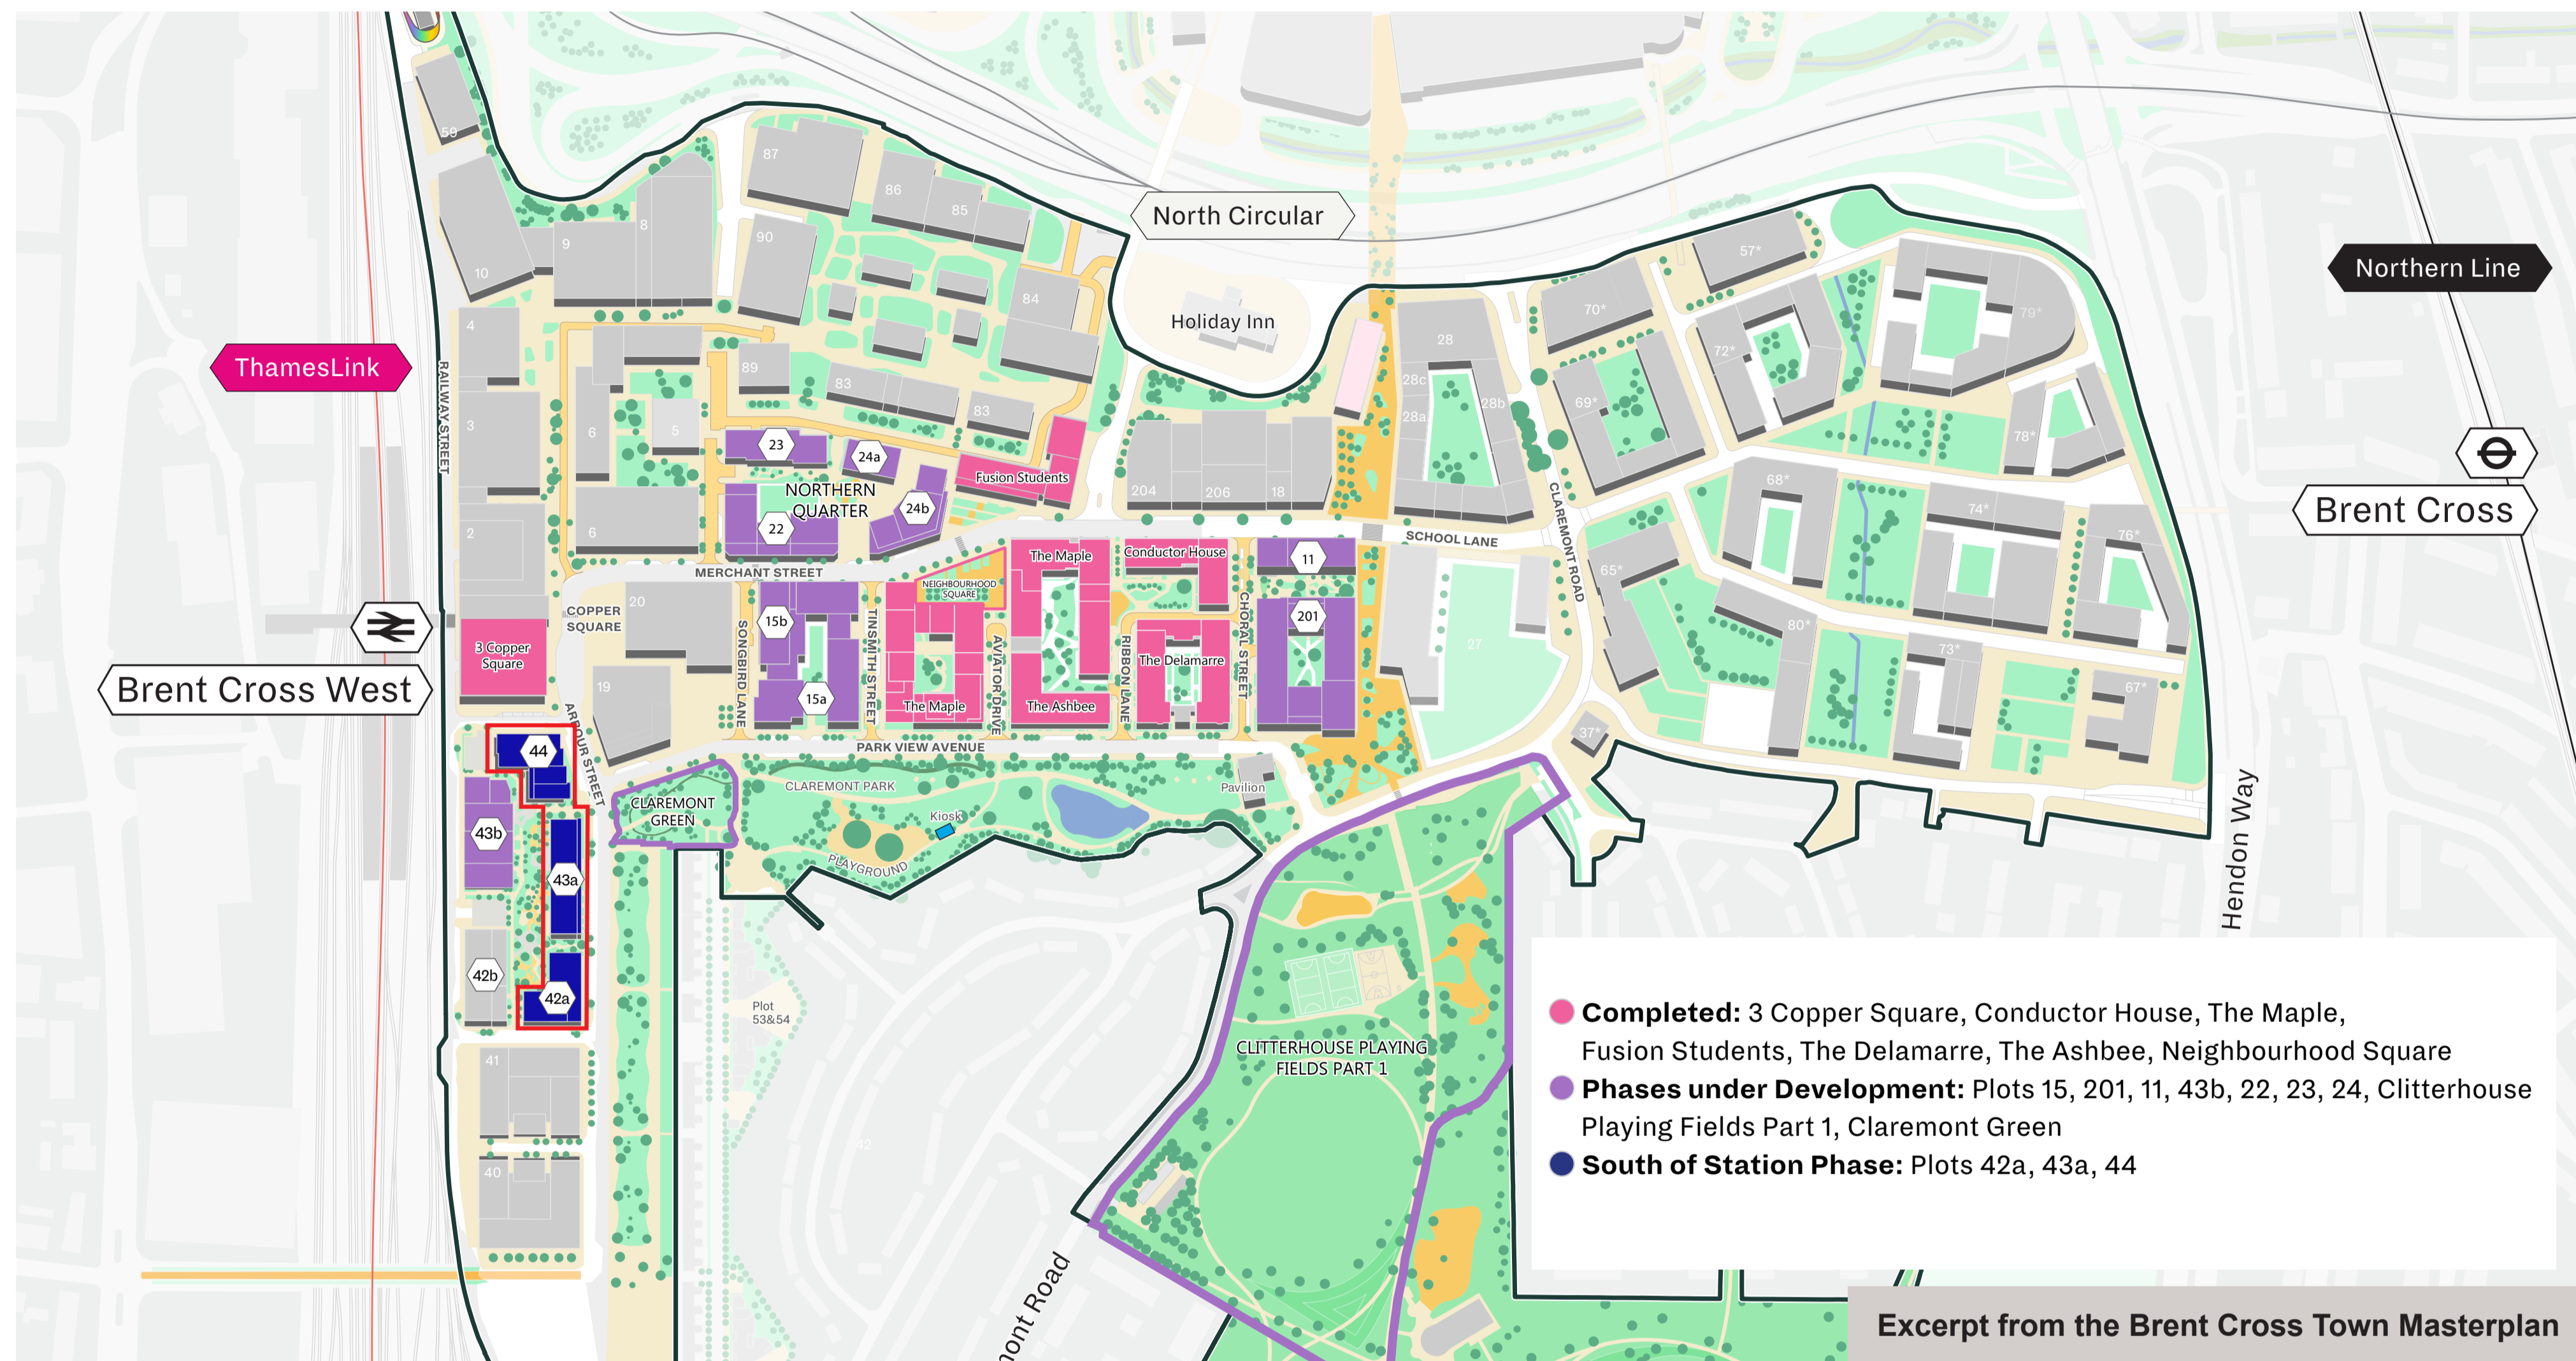 59
87
86
85
8
9
90
10
North Circular
57*
Northern Line
84
Holiday Inn
70*
79*
4
28
72*
ThamesLink
89
83
83
28c
28b
28a
69*
RAILWAY STREET
3
6
5
23
24a
78*
Brent Cross
Fusion Students
NORTHERN
QUARTER
22
24b
204
206
18
CLAREMONT ROAD
68*
74*
76*
2
6
SCHOOL LANE
MERCHANT STREET
The Maple
Conductor House
11
65*
NEIGHBOURHOOD
SQUARE
COPPER
SQUARE
20
15b
201
80*
3 Copper
Square
SONGBIRD LANE
TINSMITH STREET
AVIATOR DRIVE
RIBBON LANE
CHORAL STREET
The Delamarre
27
73*
Brent Cross West
19
15a
The Maple
The Ashbee
67*
ARBOUR STREET
PARK VIEW AVENUE
37*
44
CLAREMONT PARK
Pavilion
CLAREMONT
GREEN
Kiosk
43b
PLAYGROUND
43a
Hendon Way
42b
42a
Plot
53&54
41
CLITTERHOUSE PLAYING
FIELDS PART 1
42
40
mont Road
Completed: 3 Copper Square, Conductor House, The Maple,
Fusion Students, The Delamarre, The Ashbee, Neighbourhood Square
Phases under Development: Plots 15, 201, 11, 43b, 22, 23, 24, Clitterhouse
Playing Fields Part 1, Claremont Green
South of Station Phase: Plots 42a, 43a, 44
Excerpt from the Brent Cross Town Masterplan